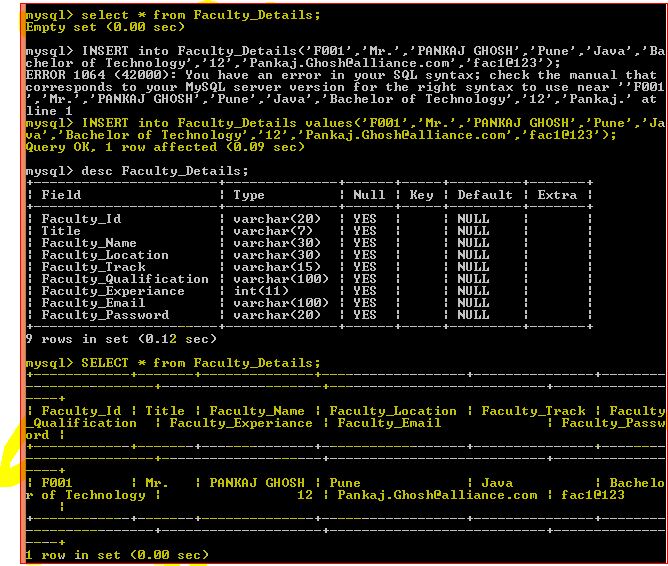 mysql> select * from Faculty_Details;
Empty set (0.00 sec)
mysql> INSERT into Faculty_Details('F001','Mr.','PANKAJ GHOSH','Pune','Java','Ba
chelor of Technology','12','Pankaj.Ghosh@alliance.com','fac1@123');
ERROR 1064 (42000): You have an error in your SQL syntax; check the manual that
corresponds to your MySQL server version for the right syntax to use near ''F001
','Mr.','PANKAJ GHOSH','Pune','Java','Bachelor of Technology','12','Pankaj.' at
line 1
mysql> INSERT into Faculty_Details values('F001','Mr.','PANKAJ GHOSH','Pune','Ja
va','Bachelor of Technology','12','Pankaj.Ghosh@alliance.com','fac1@123');
Query OK, 1 row affected (0.09 sec)
mysql> desc Faculty_Details;
+-----------------------+--------------+------+-----+---------+-------+
| Field | Type | Null | Key | Default | Extra |
+-----------------------+--------------+------+-----+---------+-------+
| Faculty_Id | varchar(20) | YES | | NULL | |
| Title | varchar(7) | YES | | NULL | |
| Faculty_Name | varchar(30) | YES | | NULL | |
| Faculty_Location | varchar(30) | YES | | NULL | |
| Faculty_Track | varchar(15) | YES | | NULL | |
| Faculty_Qualification | varchar(100) | YES | | NULL | |
| Faculty_Experiance | int(11) | YES | | NULL | |
| Faculty_Email | varchar(100) | YES | | NULL | |
| Faculty_Password | varchar(20) | YES | | NULL | |
+-----------------------+--------------+------+-----+---------+-------+
9 rows in set (0.12 sec)
mysql> SELECT * from Faculty_Details;
| Faculty_Id | Title | Faculty_Name | Faculty_Location | Faculty_Track | Faculty
_Qualification | Faculty_Experiance | Faculty_Email | Faculty_Passw
ord |
| F001 | Mr. | PANKAJ GHOSH | Pune | Java | Bachelo
r of Technology | 12 | Pankaj.Ghosh@alliance.com | fac1@123
|
1 row in set (0.00 sec)